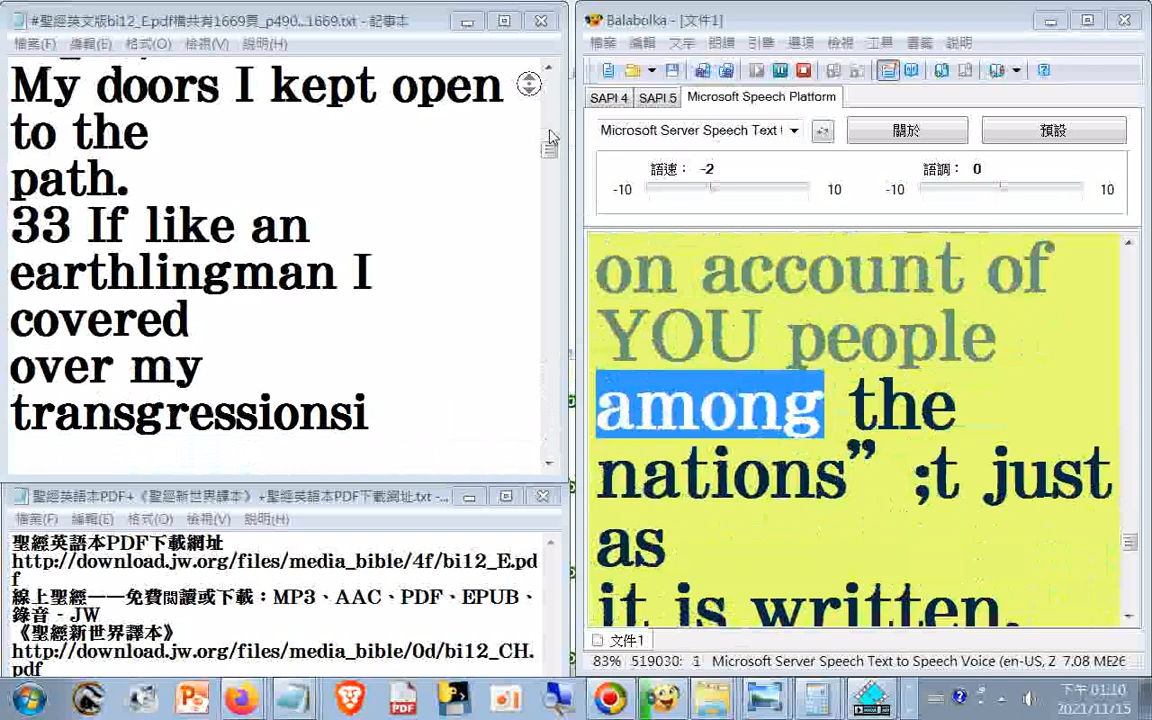 #聖經英文版bi12_E.pdf檔共有1669頁_p490...1669.txt - 記事本
檔案(F) 編輯(E) 格式(O) 檢視(V) 說明(H)
My doors I kept open
to the
path.
33 If like an
earthlingman I
covered
over my
transgressionsi
聖經英語本PDF+《聖經新世界譯本》+聖經英語本PDF下載網址.txt -...
檔案(F) 編輯(E) 格式(O) 檢視(V) 說明(H)
聖經英語本PDF下載網址
http://download.jw.org/files/media_bible/4f/bi12_E.pd
f
線上聖經——免費閱讀或下載：MP3、AAC、PDF、EPUB、
錄音 - JW
《聖經新世界譯本》
http://download.jw.org/files/media_bible/0d/bi12_CH.
pdf
Balabolka - [文件1]
檔案 編輯 文字 朗讀 引擎 選項 檢視 工具 書籤 說明
SAPI 4 SAPI 5 Microsoft Speech Platform
Microsoft Server Speech Text
關於 預設
語速： -2 語調： 0
-10 10 -10 10
on account of
YOU people
among the
nations” ;t just
as
it is written.
文件1
83% 519030: 1 Microsoft Server Speech Text to Speech Voice (en-US, Z 7.08 ME26
下午 01:10
2021/11/15